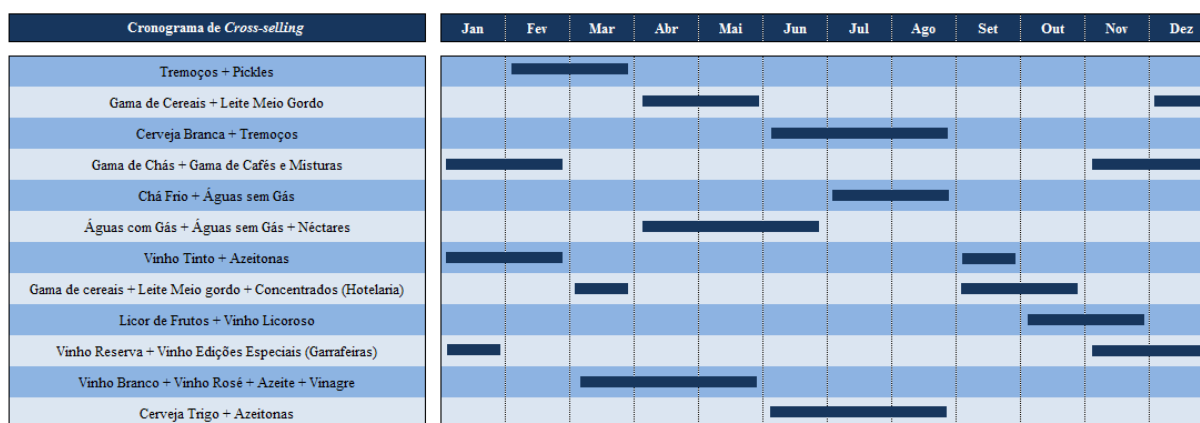 Cronograma de Cross-selling
Jan Fev Mar Abr Mai Jun Jul Ago Set Out Nov Dez
Tremoços + Pickles
Gama de Cereais + Leite Meio Gordo
Cerveja Branca + Tremoços
Gama de Chás + Gama de Cafés e Misturas
Chá Frio + Águas sem Gás
Águas com Gás + Águas sem Gás + Néctares
Vinho Tinto + Azeitonas
Gama de cereais + Leite Meio gordo + Concentrados (Hotelaria)
Licor de Frutos + Vinho Licoroso
Vinho Reserva + Vinho Edições Especiais (Garrafeiras)
Vinho Branco + Vinho Rosé + Azeite + Vinagre
Cerveja Trigo + Azeitonas